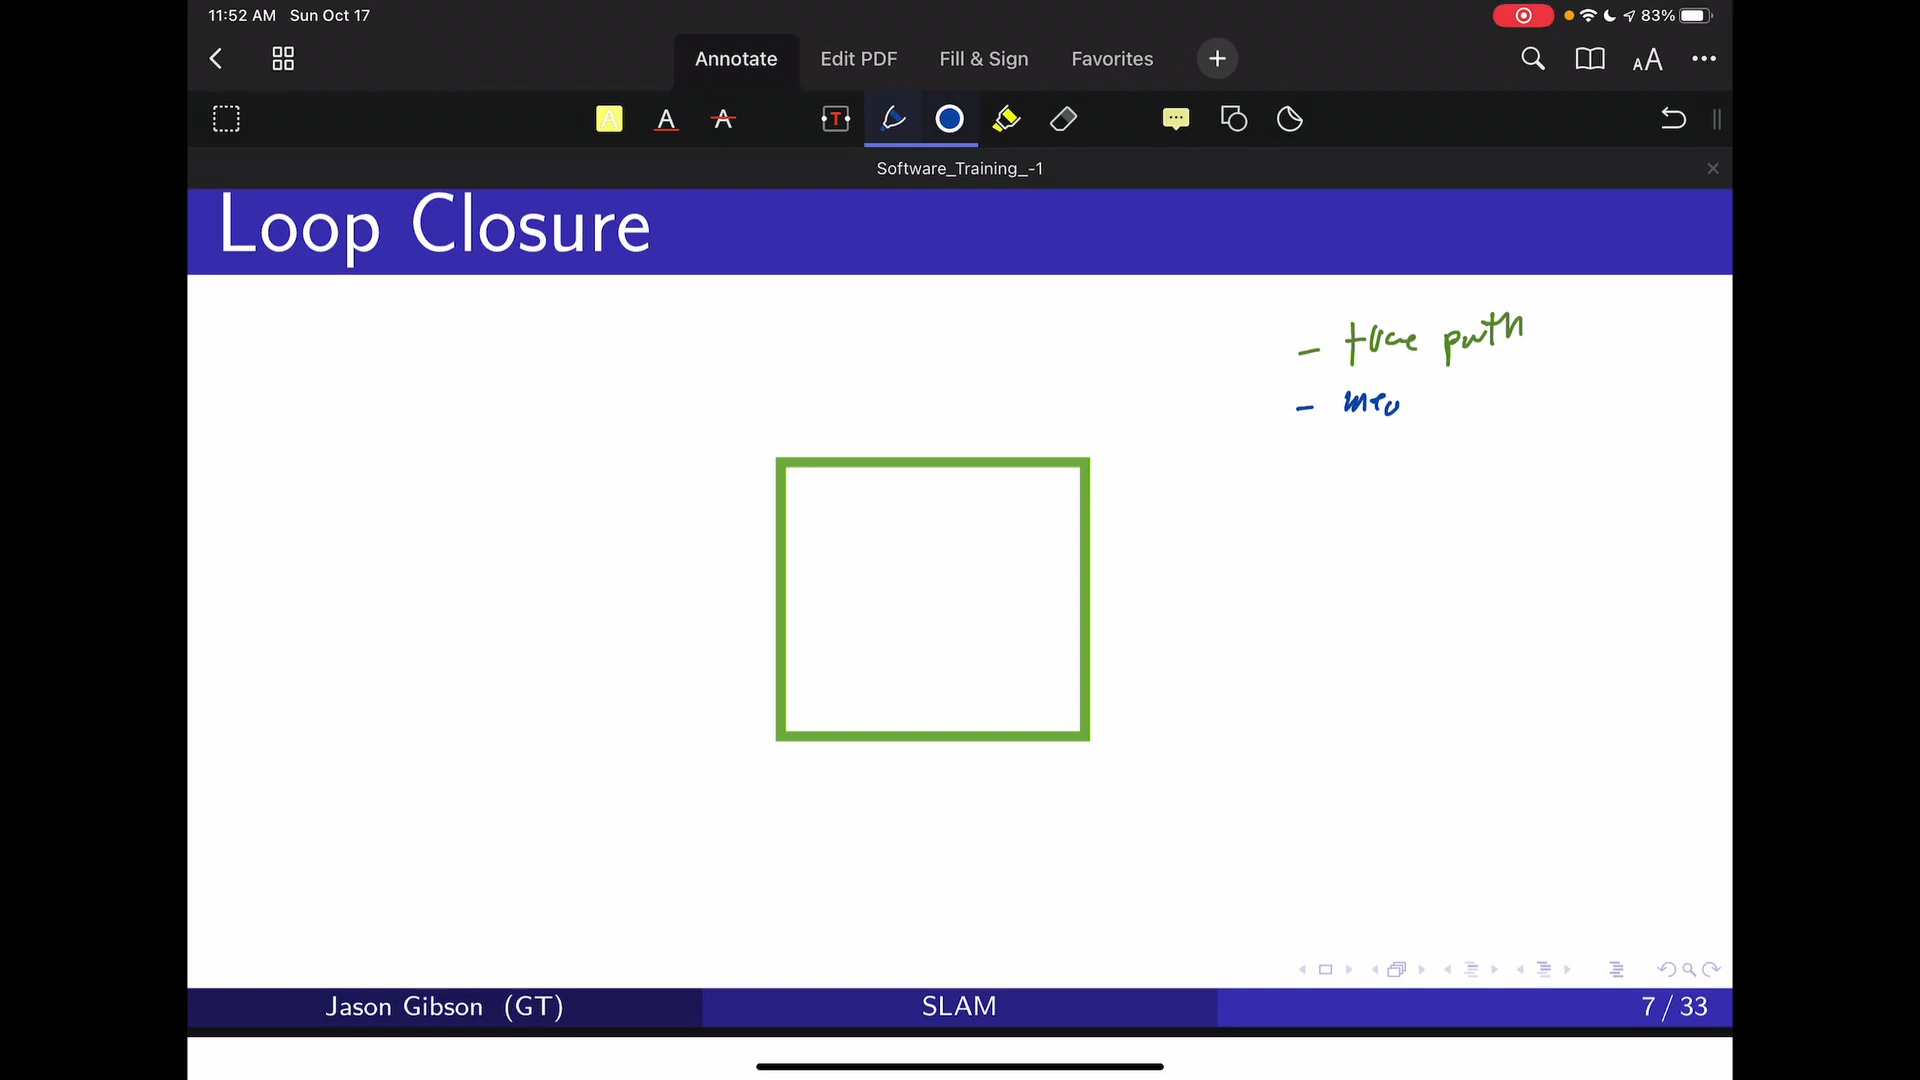 11:52 AM Sun Oct 17
83%
Annotate Edit PDF Fill & Sign Favorites
AA
A A A T
Software_Training_-1
Loop Closure
- true path
-
Jason Gibson (GT) SLAM 7 / 33